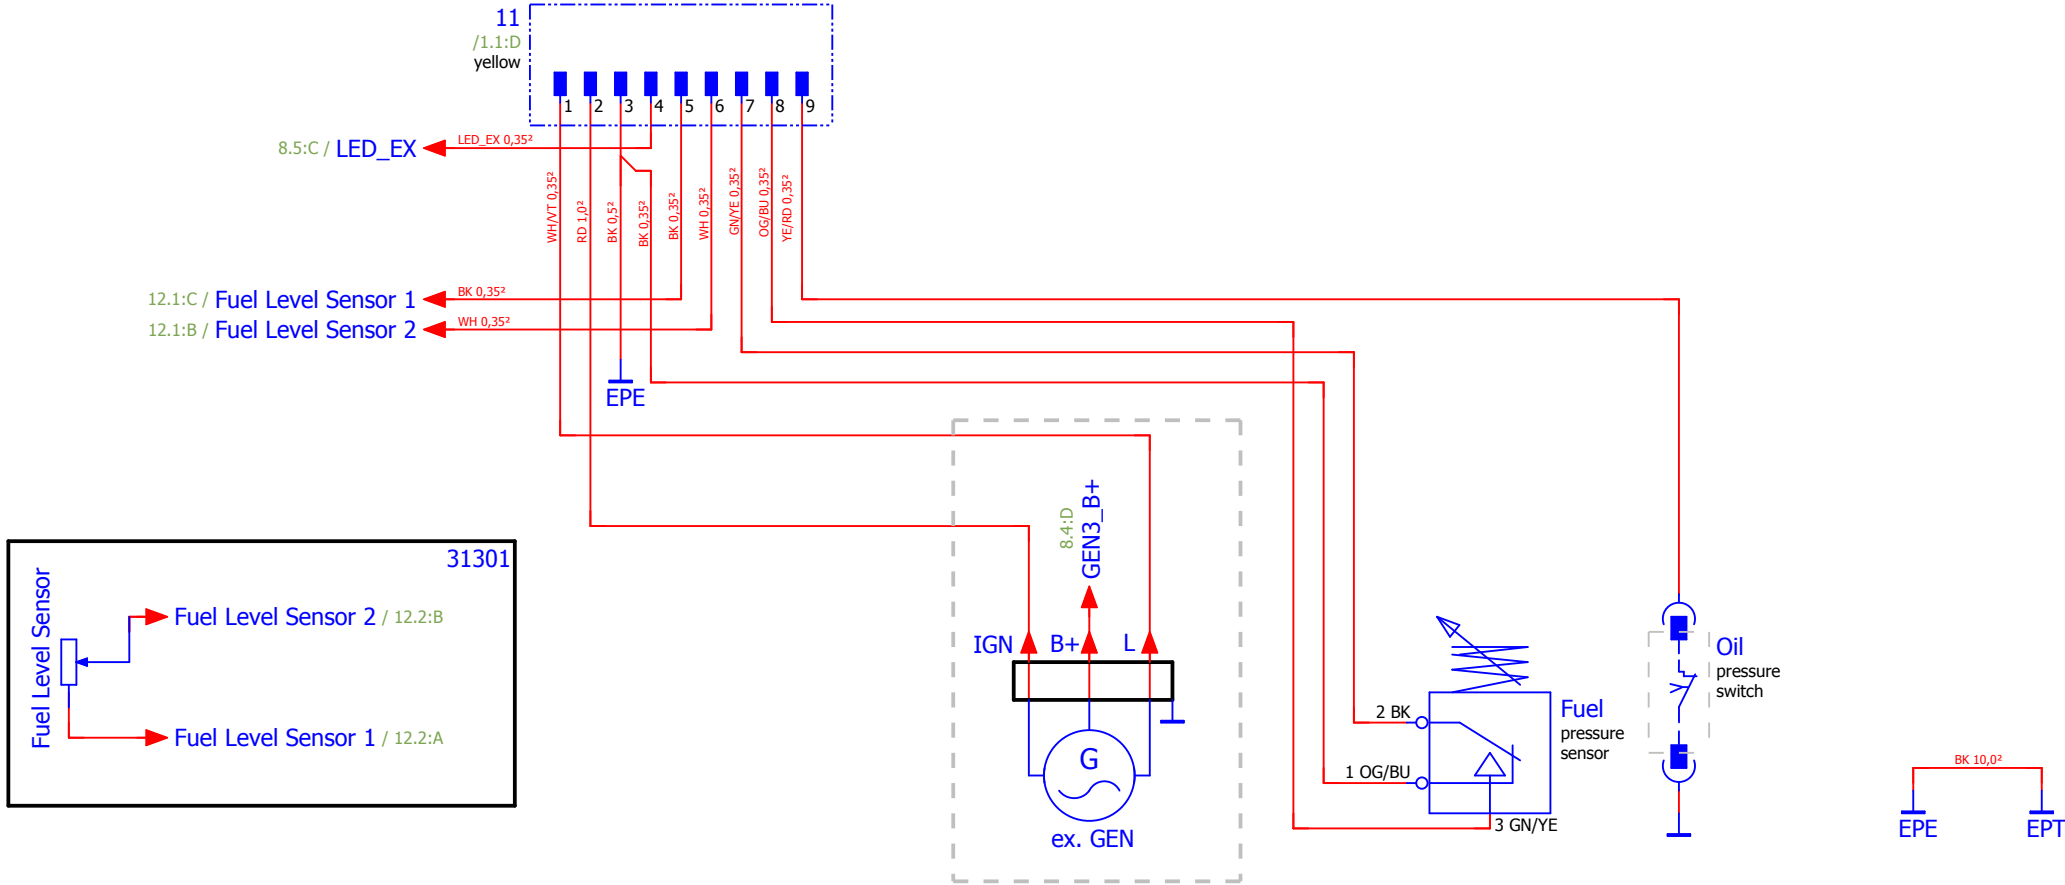 11
/1.1:D
yellow
1 2 3 4 5 6 7 8 9
8.5:C / LED_EX
LED_EX 0,35²
WH/VT 0,35²
RD 1,0²
BK 0,5²
BK 0,35²
BK 0,35²
WH 0,35²
GN/YE 0,35²
OG/BU 0,35²
YE/RD 0,35²
12.1:C / Fuel Level Sensor 1
BK 0,35²
12.1:B / Fuel Level Sensor 2
WH 0,35²
EPE
31301
Fuel Level Sensor
Fuel Level Sensor 2 / 12.2:B
Fuel Level Sensor 1 / 12.2:A
8.4:D
GEN3_B+
IGN
B+
L
G
ex. GEN
2 BK
1 OG/BU
3 GN/YE
Fuel
pressure
sensor
Oil
pressure
switch
BK 10,0²
EPE
EPT